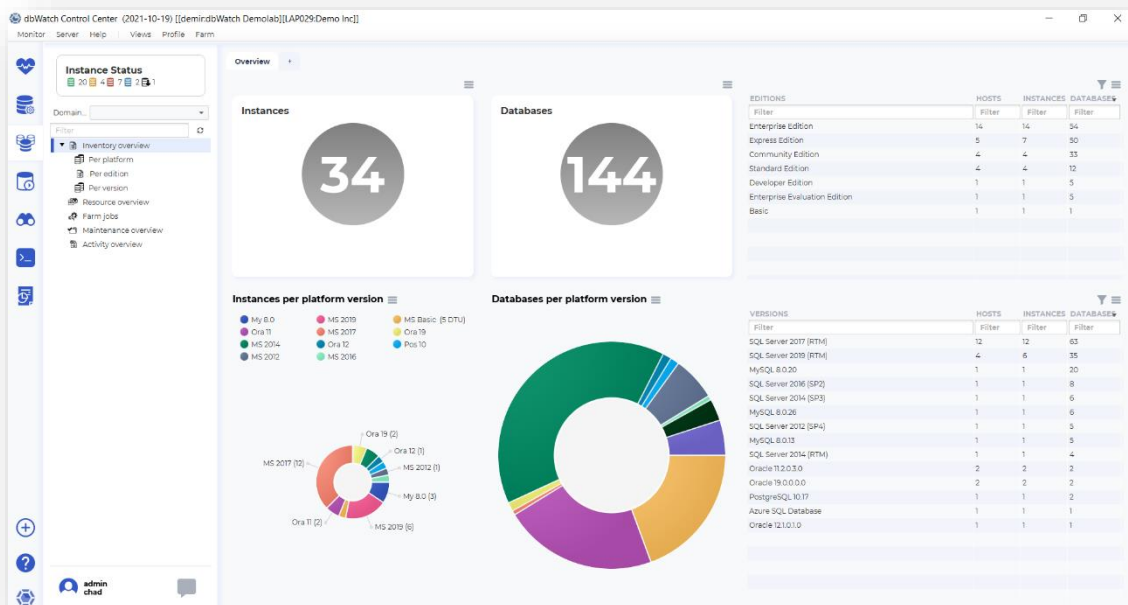 dbWatch Control Center (2021-10-19) [[demir:dbWatch Demolab][LAP029:Demo Inc]]
Monitor Server Help Views Profile Farm
Instance Status
20 4 7 2 1
Domain...
Filter
Inventory overview
Per platform
Per edition
Per version
Resource overview
Farm jobs
Maintenance overview
Activity overview
admin
chad
Overview +
Instances
34
Databases
144
EDITIONS HOSTS INSTANCES DATABASES
Filter Filter Filter Filter
Enterprise Edition 14 14 54
Express Edition 5 7 30
Community Edition 4 4 33
Standard Edition 4 4 12
Developer Edition 1 1 5
Enterprise Evaluation Edition 1 1 5
Basic 1 1 1
Instances per platform version
My 8.0 MS 2019 MS Basic (5 DTU)
Ora 11 MS 2017 Ora 19
MS 2014 Ora 12 Pos 10
MS 2012 MS 2016
Ora 19 (2)
Ora 12 (1)
MS 2017 (12)
MS 2012 (1)
My 8.0 (3)
Ora 11 (2)
MS 2019 (6)
Databases per platform version
VERSIONS HOSTS INSTANCES DATABASES
Filter Filter Filter Filter
SQL Server 2017 (RTM) 12 12 63
SQL Server 2019 (RTM) 4 6 35
MySQL 8.0.20 1 1 20
SQL Server 2016 (SP2) 1 1 8
SQL Server 2014 (SP3) 1 1 6
MySQL 8.0.26 1 1 6
SQL Server 2012 (SP4) 1 1 5
MySQL 8.0.13 1 1 5
SQL Server 2014 (RTM) 1 1 4
Oracle 11.2.0.3.0 2 2 2
Oracle 19.0.0.0.0 2 2 2
PostgreSQL 10.17 1 1 2
Azure SQL Database 1 1 1
Oracle 12.1.0.1.0 1 1 1